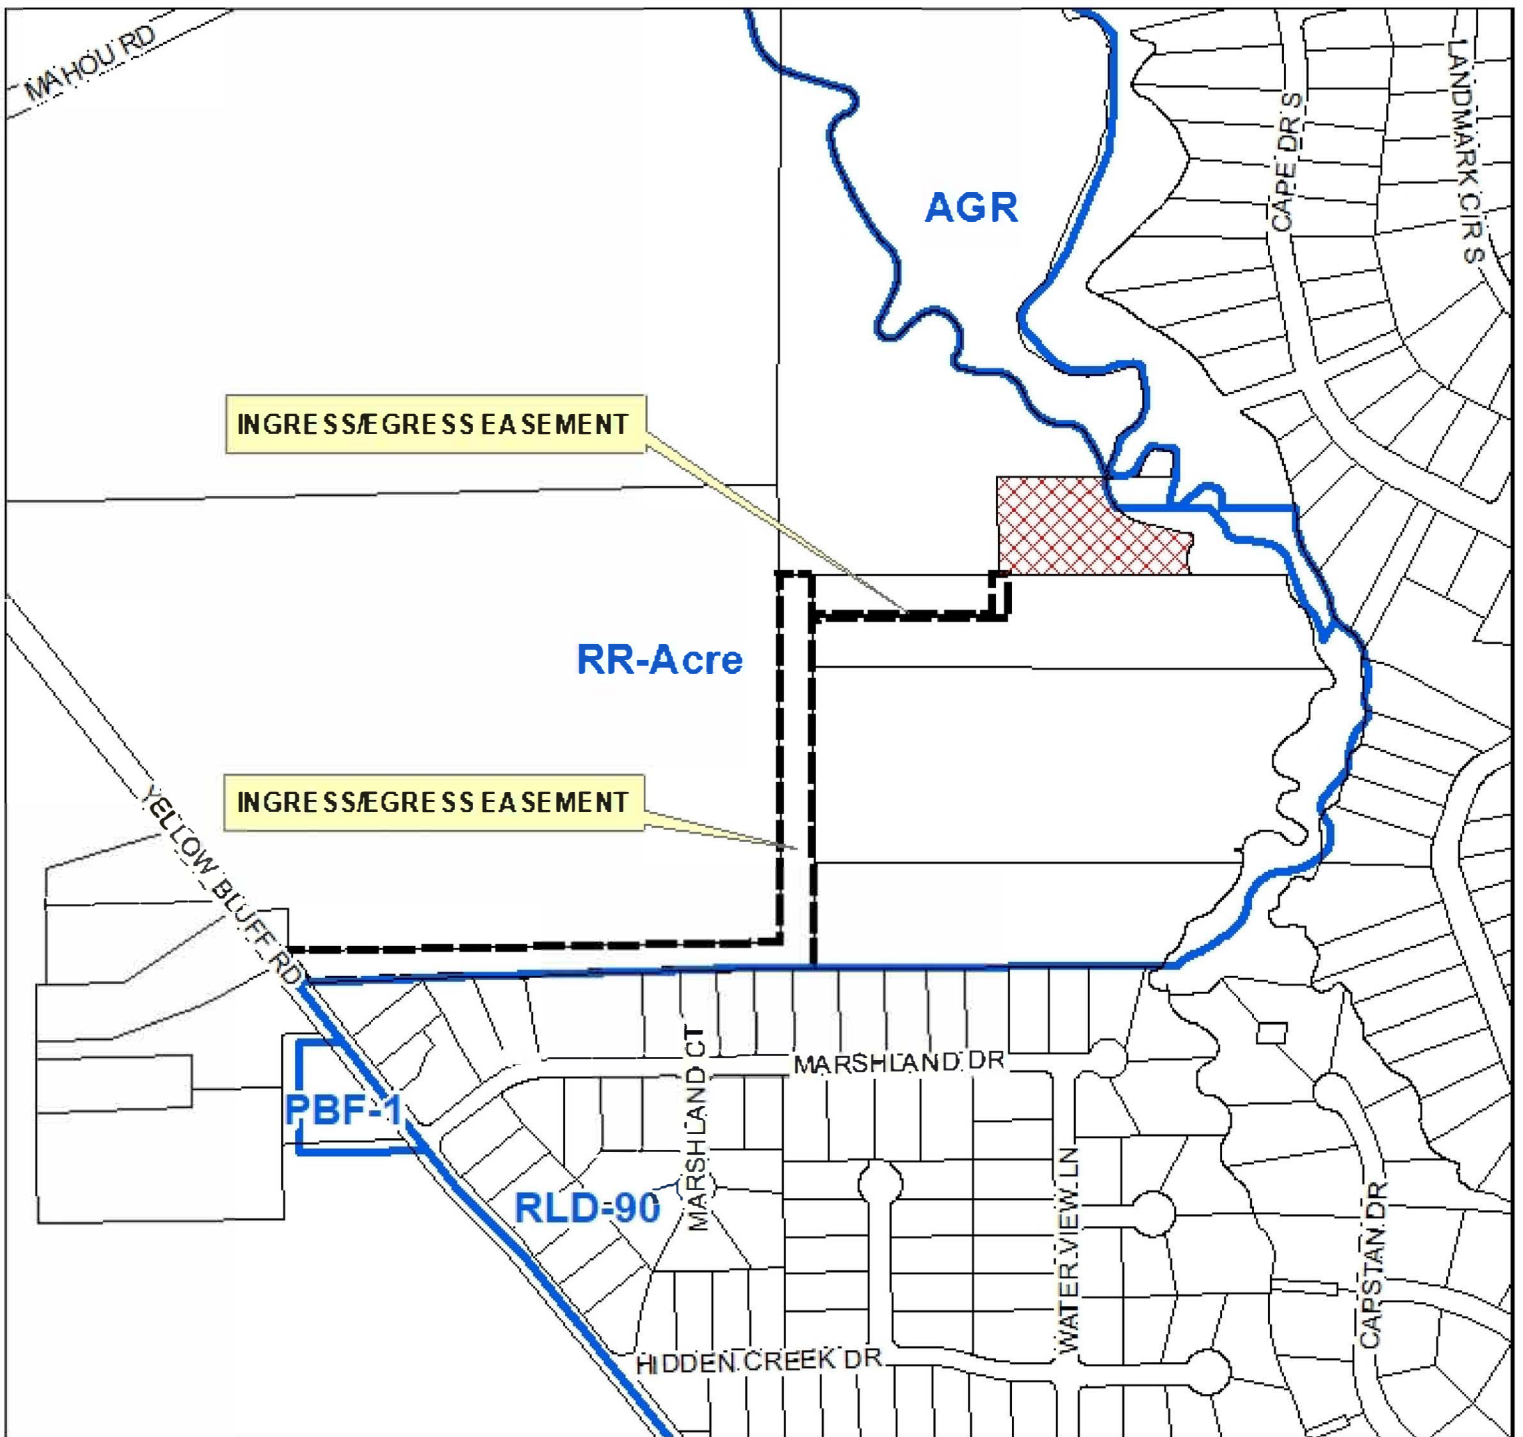 MAHOU RD
LANDMARK CIR S
CAPE DR S
AGR
INGRESS/EGRESS EASEMENT
RR-Acre
INGRESS/EGRESS EASEMENT
YELLOW BLUFF RD
MARSHLAND CT
MARSHLAND DR
PBF-1
RLD-90
WATER VIEW LN
CAPSTAN DR
HIDDEN CREEK DR